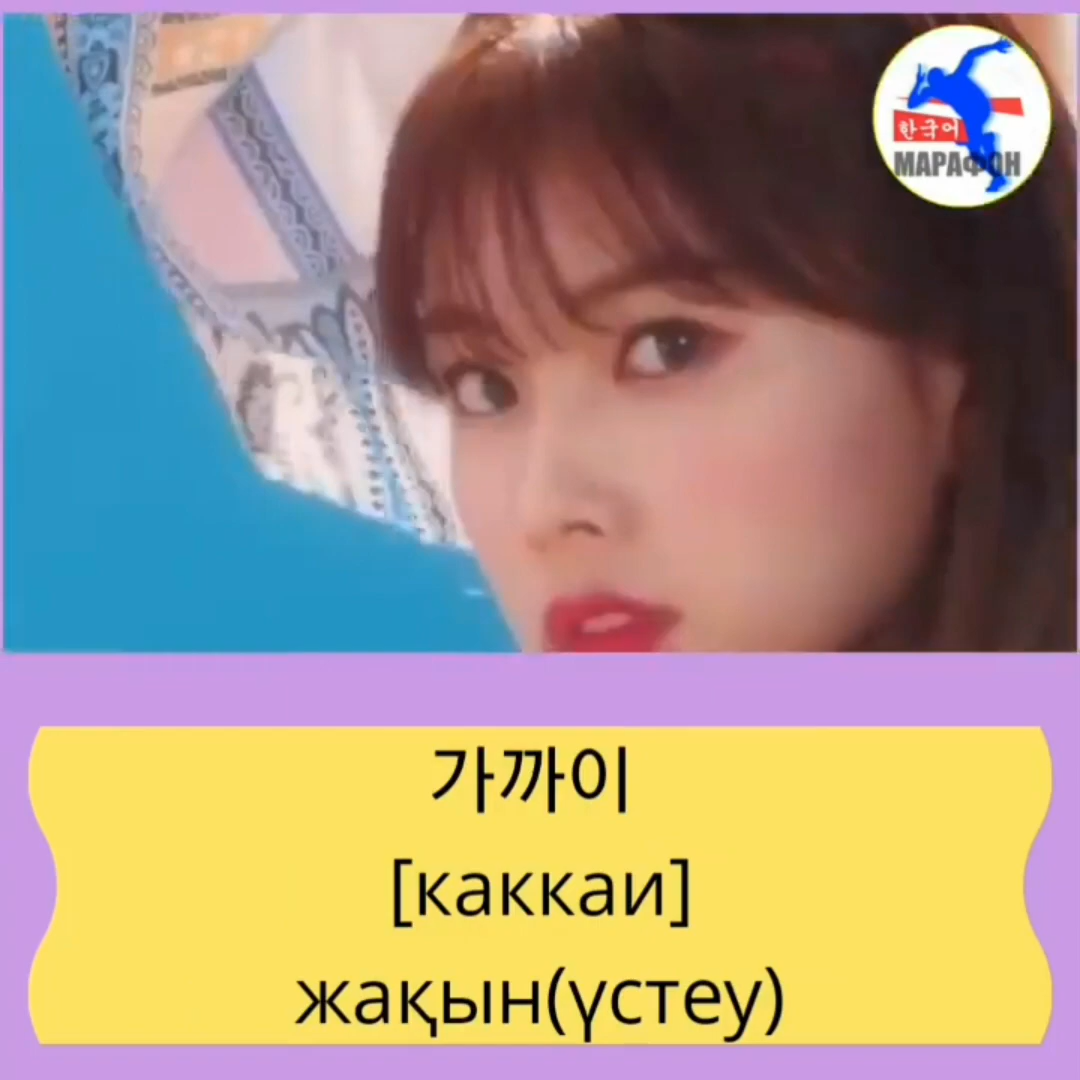 한국어
МАРАФОН
가까이
[каккаи]
жақын(үстеу)